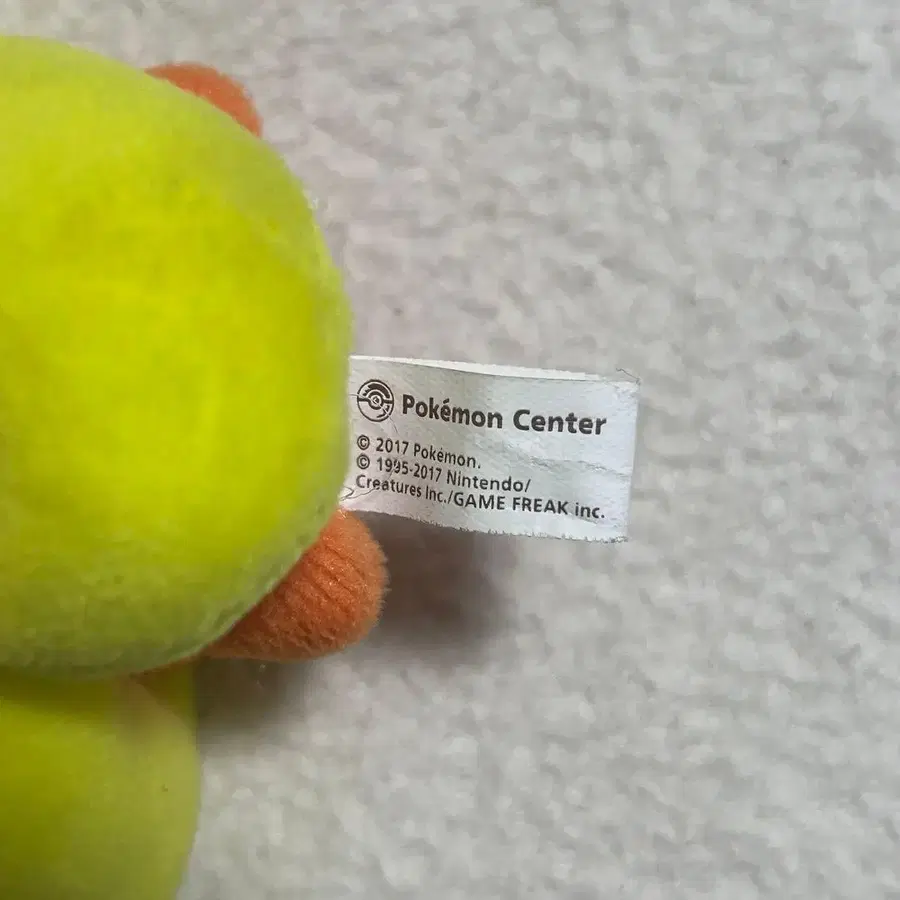 Pokémon Center
© 2017 Pokémon.
© 1995-2017 Nintendo/
Creatures Inc./GAME FREAK inc.